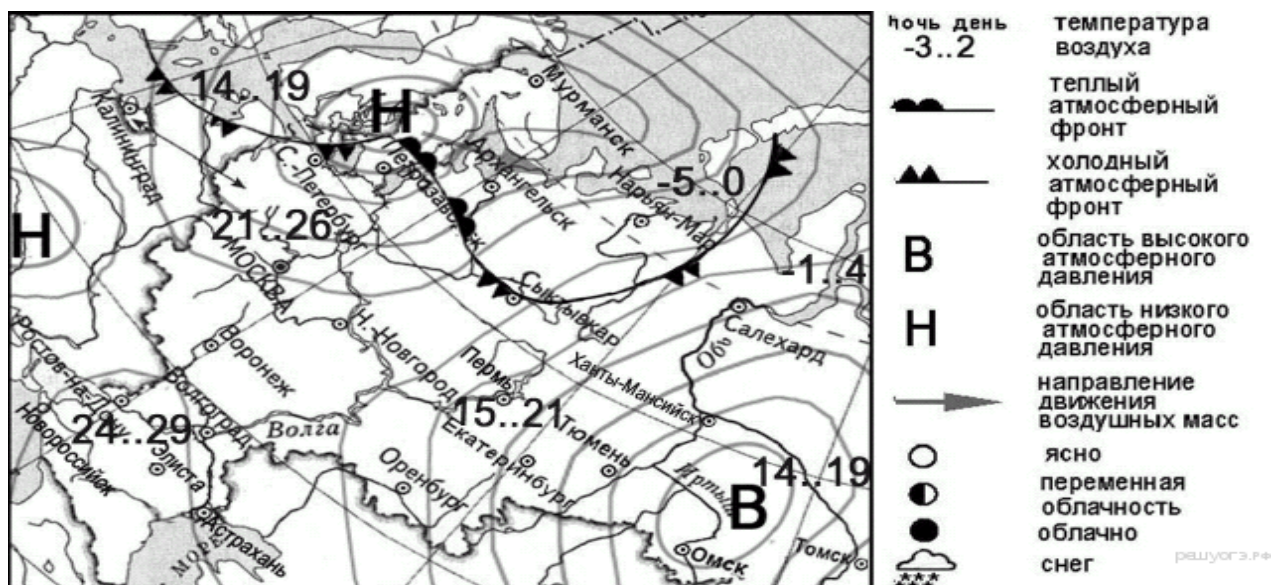 14..19
Н
Мурманск
Калининград
С.-Петербург
Петрозаводск
Архангельск
Нарьян-Мар
-5..0
Н
21..26
МОСКВА
-1..4
Сыктывкар
Салехард
Обь
Н. Новгород
Воронеж
Пермь
Ханты-Мансийск
Ростов-на-Дону
Волгоград
15..21
24..29
Волга
Екатеринбург
Тюмень
Новороссийск
Элиста
Оренбург
Иртыш
14..19
В
Астрахань
МОРЕ
Омск
Томск
ночь день
-3..2
температура
воздуха
теплый
атмосферный
фронт
холодный
атмосферный
фронт
В
область высокого
атмосферного
давления
Н
область низкого
атмосферного
давления
направление
движения
воздушных масс
ясно
переменная
облачность
облачно
снег
решуогэ.рф